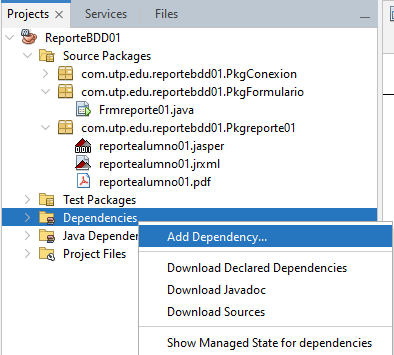 Projects × Services Files
ReporteBDD01
Source Packages
com.utp.edu.reportebdd01.PkgConexion
com.utp.edu.reportebdd01.PkgFormulario
Frmreporte01.java
com.utp.edu.reportebdd01.Pkgreporte01
reportealumno01.jasper
reportealumno01.jrxml
reportealumno01.pdf
Test Packages
Dependencies
Add Dependency...
Java Depender
Download Declared Dependencies
Project Files
Download Javadoc
Download Sources
Show Managed State for dependencies